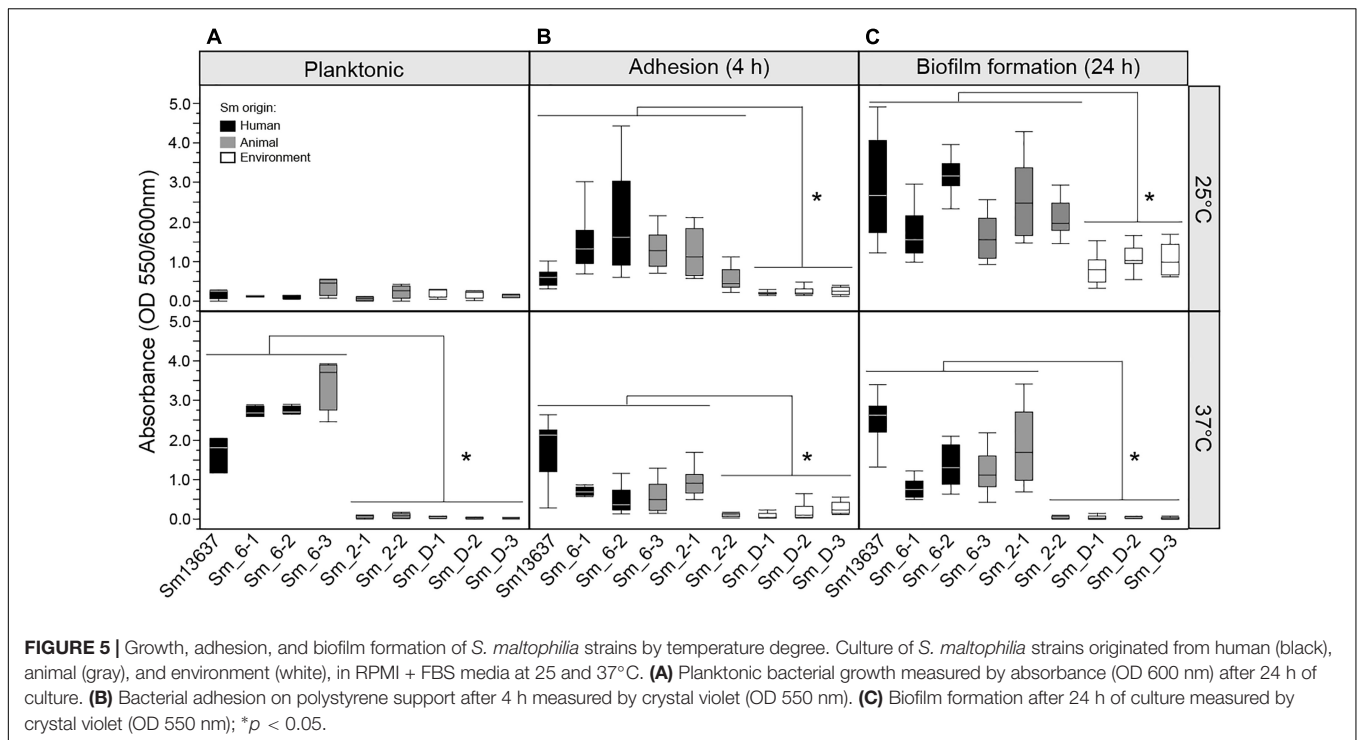 A
B
C
Planktonic
Adhesion (4 h)
Biofilm formation (24 h)
Absorbance (OD 550/600nm)
5.0
4.0
3.0
2.0
1.0
0.0
Sm origin:
Human
Animal
Environment
*
*
25°C
5.0
4.0
3.0
2.0
1.0
0.0
*
*
*
37°C
Sm13637
Sm_6-1
Sm_6-2
Sm_6-3
Sm_2-1
Sm_2-2
Sm_D-1
Sm_D-2
Sm_D-3
Sm13637
Sm_6-1
Sm_6-2
Sm_6-3
Sm_2-1
Sm_2-2
Sm_D-1
Sm_D-2
Sm_D-3
Sm13637
Sm_6-1
Sm_6-2
Sm_6-3
Sm_2-1
Sm_2-2
Sm_D-1
Sm_D-2
Sm_D-3
FIGURE 5 | Growth, adhesion, and biofilm formation of S. maltophilia strains by temperature degree. Culture of S. maltophilia strains originated from human (black),
animal (gray), and environment (white), in RPMI + FBS media at 25 and 37°C. (A) Planktonic bacterial growth measured by absorbance (OD 600 nm) after 24 h of
culture. (B) Bacterial adhesion on polystyrene support after 4 h measured by crystal violet (OD 550 nm). (C) Biofilm formation after 24 h of culture measured by
crystal violet (OD 550 nm); *p < 0.05.